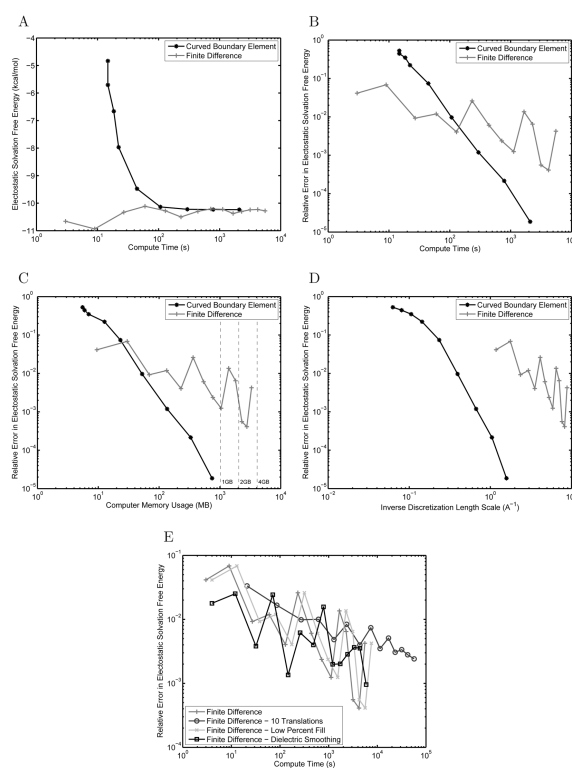 A
Electostatic Solvation Free Energy (kcal/mol)
−4
−5
−6
−7
−8
−9
−10
−11
Curved Boundary Element
Finite Difference
10^0 10^1 10^2 10^3 10^4
Compute Time (s)
B
Relative Error in Electostatic Solvation Free Energy
10^0
10^−1
10^−2
10^−3
10^−4
10^−5
Curved Boundary Element
Finite Difference
10^0 10^1 10^2 10^3 10^4
Compute Time (s)
C
Relative Error in Electostatic Solvation Free Energy
10^0
10^−1
10^−2
10^−3
10^−4
10^−5
Curved Boundary Element
Finite Difference
1GB 2GB 4GB
10^0 10^1 10^2 10^3 10^4
Computer Memory Usage (MB)
D
Relative Error in Electostatic Solvation Free Energy
10^0
10^−1
10^−2
10^−3
10^−4
10^−5
Curved Boundary Element
Finite Difference
10^−2 10^−1 10^0 10^1
Inverse Discretization Length Scale (A^−1)
E
Relative Error in Electostatic Solvation Free Energy
10^−1
10^−2
10^−3
10^−4
Finite Difference
Finite Difference − 10 Translations
Finite Difference − Low Percent Fill
Finite Difference − Dielectric Smoothing
10^0 10^1 10^2 10^3 10^4 10^5
Compute Time (s)